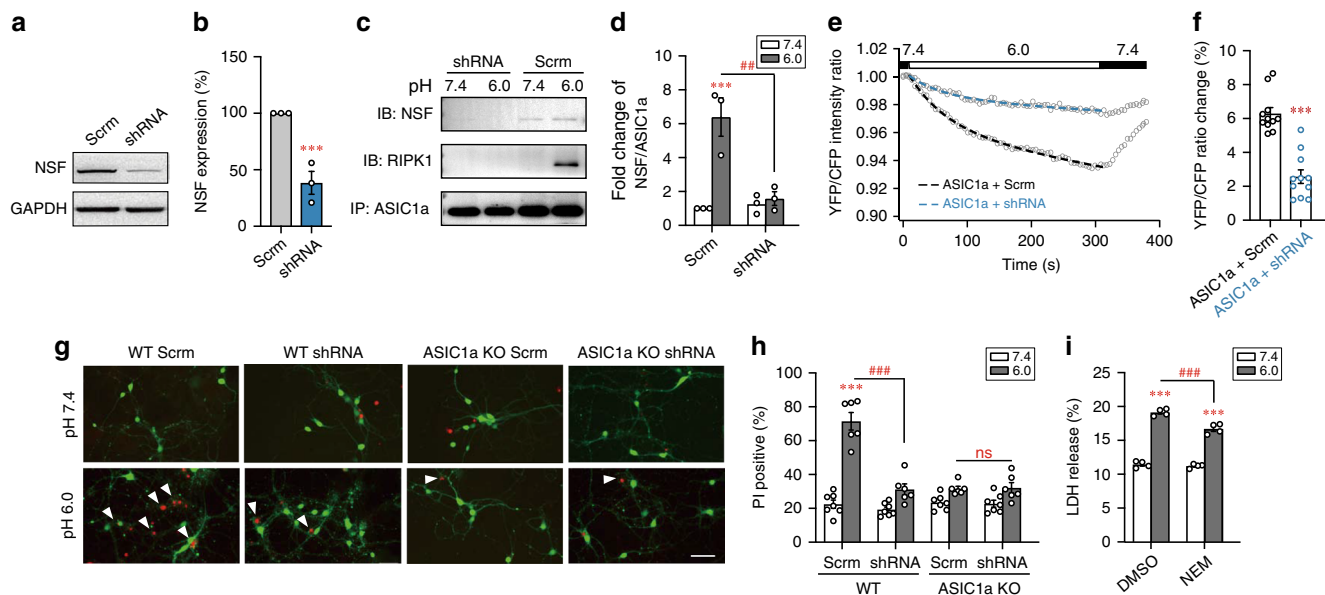 a
Scrm
shRNA
NSF
GAPDH
b
NSF expression (%)
150
100
50
0
***
Scrm
shRNA
c
shRNA
Scrm
pH 7.4 6.0 7.4 6.0
IB: NSF
IB: RIPK1
IP: ASIC1a
d
7.4
6.0
Fold change of
NSF/ASIC1a
10
8
6
4
2
0
***
##
Scrm
shRNA
e
7.4 6.0 7.4
YFP/CFP intensity ratio
1.02
1.00
0.98
0.96
0.94
0.92
0.90
ASIC1a + Scrm
ASIC1a + shRNA
0 100 200 300 400
Time (s)
f
YFP/CFP ratio change (%)
10
8
6
4
2
0
***
ASIC1a + Scrm
ASIC1a + shRNA
g
WT Scrm
WT shRNA
ASIC1a KO Scrm
ASIC1a KO shRNA
pH 7.4
pH 6.0
h
7.4
6.0
PI positive (%)
100
80
60
40
20
0
***
###
ns
Scrm shRNA Scrm shRNA
WT ASIC1a KO
i
7.4
6.0
LDH release (%)
25
20
15
10
5
0
###
***
***
DMSO
NEM